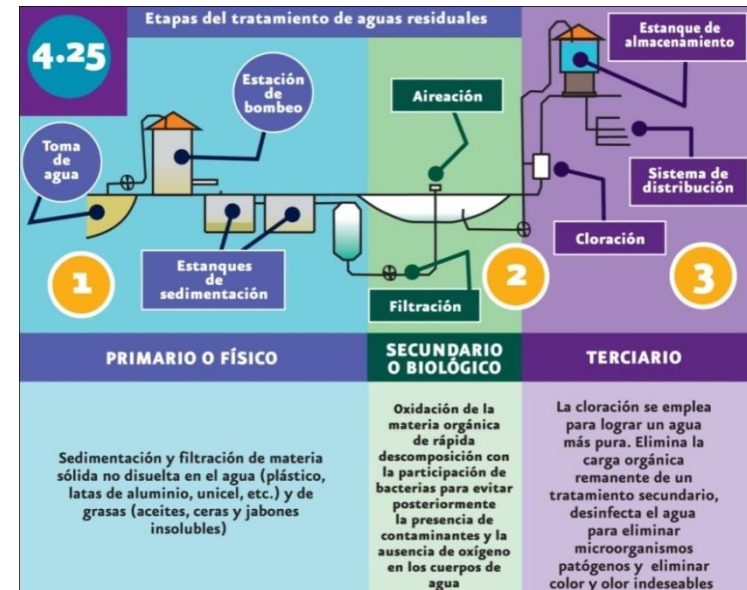 4.25
Etapas del tratamiento de aguas residuales
Toma
de
agua
Estación
de
bombeo
Estanques
de
sedimentación
Aireación
Filtración
Estanque de
almacenamiento
Sistema de
distribución
Cloración
1
2
3
PRIMARIO O FÍSICO
Sedimentación y filtración de materia
sólida no disuelta en el agua (plástico,
latas de aluminio, unicel, etc.) y de
grasas (aceites, ceras y jabones
insolubles)
SECUNDARIO
O BIOLÓGICO
Oxidación de la
materia orgánica
de rápida
descomposición con
la participación de
bacterias para evitar
posteriormente
la presencia de
contaminantes y la
ausencia de oxígeno
en los cuerpos de
agua
TERCIARIO
La cloración se emplea
para lograr un agua
más pura. Elimina la
carga orgánica
remanente de un
tratamiento secundario,
desinfecta el agua
para eliminar
microorganismos
patógenos y eliminar
color y olor indeseables